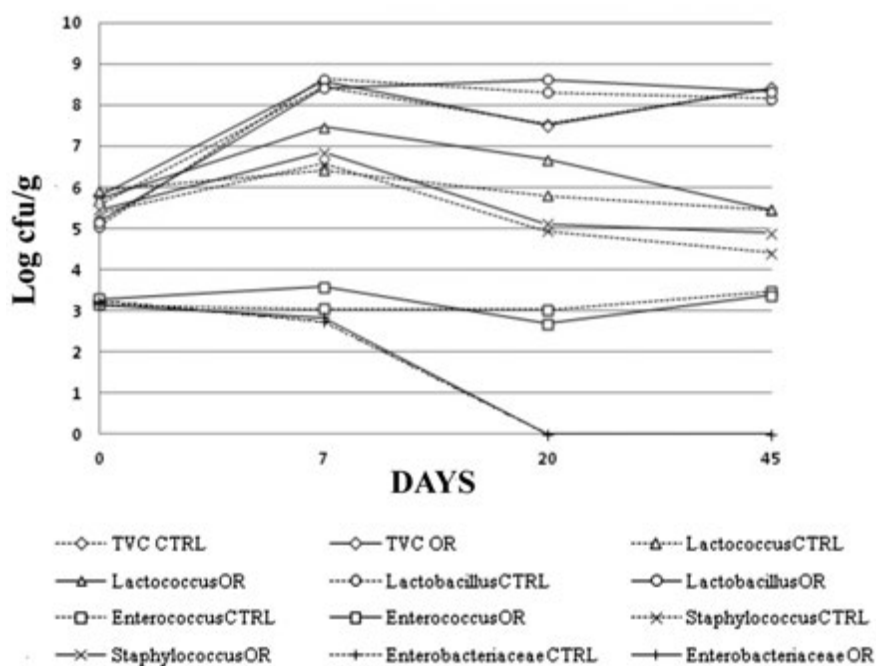 10
9
8
7
6
5
4
3
2
1
0
Log cfu/g
0 7 20 45
DAYS
TVC CTRL TVC OR LactococcusCTRL
LactococcusOR LactobacillusCTRL LactobacillusOR
EnterococcusCTRL EnterococcusOR StaphylococcusCTRL
StaphylococcusOR EnterobacteriaceaeCTRL EnterobacteriaceaeOR